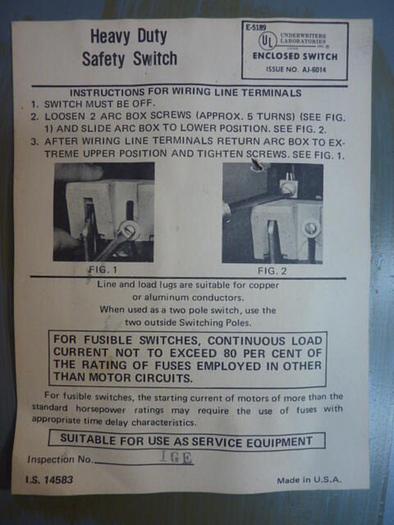 Heavy Duty
Safety Switch
E-5189
UL
UNDERWRITERS
LABORATORIES
INC. ®
ENCLOSED SWITCH
ISSUE NO. AJ-6014
INSTRUCTIONS FOR WIRING LINE TERMINALS
1. SWITCH MUST BE OFF.
2. LOOSEN 2 ARC BOX SCREWS (APPROX. 5 TURNS) (SEE FIG.
1) AND SLIDE ARC BOX TO LOWER POSITION. SEE FIG. 2.
3. AFTER WIRING LINE TERMINALS RETURN ARC BOX TO EX-
TREME UPPER POSITION AND TIGHTEN SCREWS. SEE FIG. 1.
FIG. 1
FIG. 2
Line and load lugs are suitable for copper
or aluminum conductors.
When used as a two pole switch, use the
two outside Switching Poles.
FOR FUSIBLE SWITCHES, CONTINUOUS LOAD
CURRENT NOT TO EXCEED 80 PER CENT OF
THE RATING OF FUSES EMPLOYED IN OTHER
THAN MOTOR CIRCUITS.
For fusible switches, the starting current of motors of more than the
standard horsepower ratings may require the use of fuses with
appropriate time delay characteristics.
SUITABLE FOR USE AS SERVICE EQUIPMENT
Inspection No. IGE
I.S. 14583
Made in U.S.A.